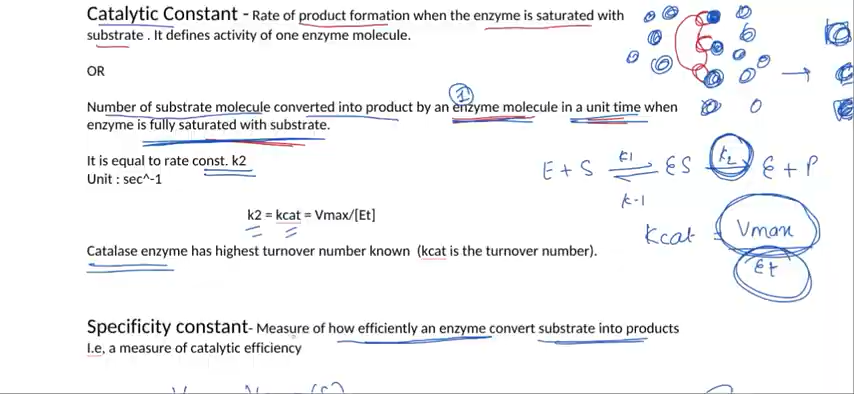 Catalytic Constant - Rate of product formation when the enzyme is saturated with
substrate . It defines activity of one enzyme molecule.
OR
1
Number of substrate molecule converted into product by an enzyme molecule in a unit time when
enzyme is fully saturated with substrate.
It is equal to rate const. k2
Unit : sec^-1
E + S k1 k-1 ES k2 E + P
k2 = kcat = Vmax/[Et]
Kcat = Vmax / Et
Catalase enzyme has highest turnover number known (kcat is the turnover number).
Specificity constant- Measure of how efficiently an enzyme convert substrate into products
I.e, a measure of catalytic efficiency